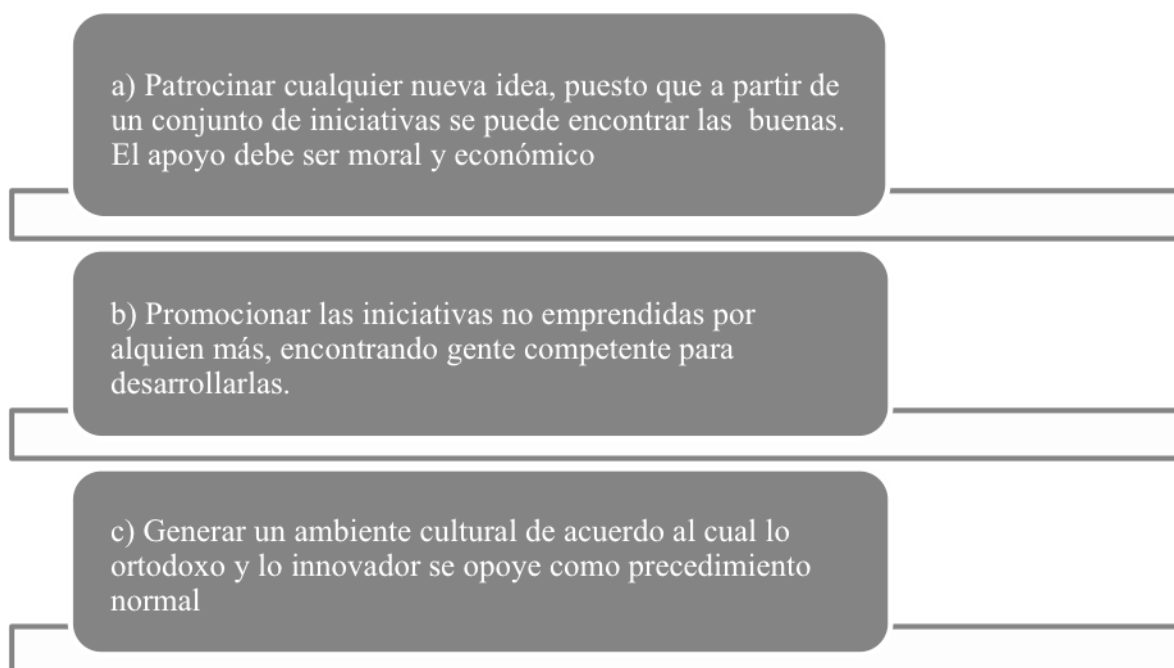 a) Patrocinar cualquier nueva idea, puesto que a partir de
un conjunto de iniciativas se puede encontrar las  buenas.
El apoyo debe ser moral y económico
b) Promocionar las iniciativas no emprendidas por
alquien más, encontrando gente competente para
desarrollarlas.
c) Generar un ambiente cultural de acuerdo al cual lo
ortodoxo y lo innovador se opoye como precedimiento
normal